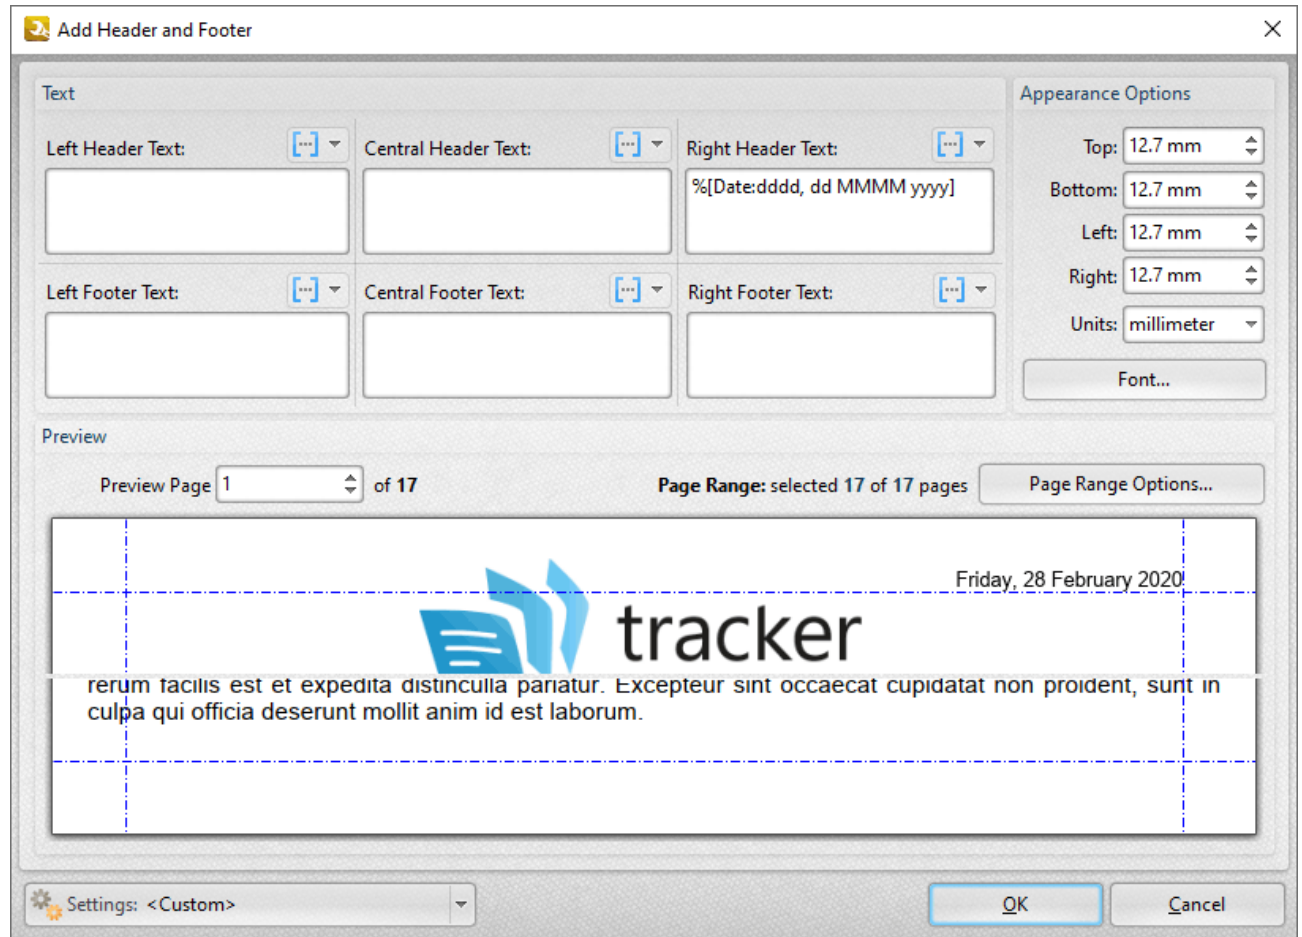 Add Header and Footer
Text
Appearance Options
Left Header Text:
Central Header Text:
Right Header Text:
%[Date:dddd, dd MMMM yyyy]
Top: 12.7 mm
Bottom: 12.7 mm
Left: 12.7 mm
Right: 12.7 mm
Units: millimeter
Font...
Left Footer Text:
Central Footer Text:
Right Footer Text:
Preview
Preview Page 1 of 17
Page Range: selected 17 of 17 pages
Page Range Options...
Friday, 28 February 2020
tracker
rerum facilis est et expedita distinculla pariatur. Excepteur sint occaecat cupidatat non proident, sunt in
culpa qui officia deserunt mollit anim id est laborum.
Settings: <Custom>
OK
Cancel